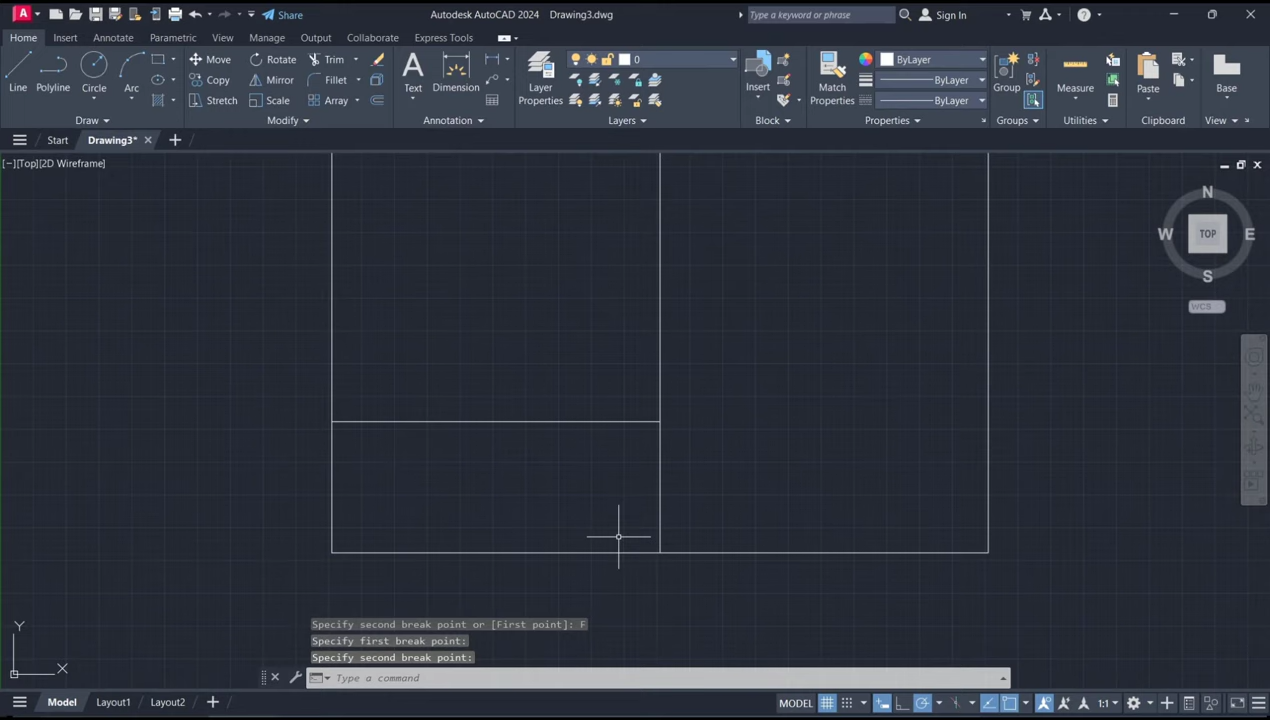 A Share Autodesk AutoCAD 2024 Drawing3.dwg Type a keyword or phrase Sign In
Home Insert Annotate Parametric View Manage Output Collaborate Express Tools
Line Polyline Circle Arc
Move Rotate Trim
Copy Mirror Fillet
Stretch Scale Array
Text Dimension
Layer Properties
0
Insert
Match Properties
ByLayer
ByLayer
ByLayer
Group
Measure
Paste
Base
Draw Modify Annotation Layers Block Properties Groups Utilities Clipboard View
Start Drawing3*
[−][Top][2D Wireframe]
N
W TOP E
S
WCS
Y
X
Specify second break point or [First point]: F
Specify first break point:
Specify second break point:
Type a command
Model Layout1 Layout2 MODEL 1:1